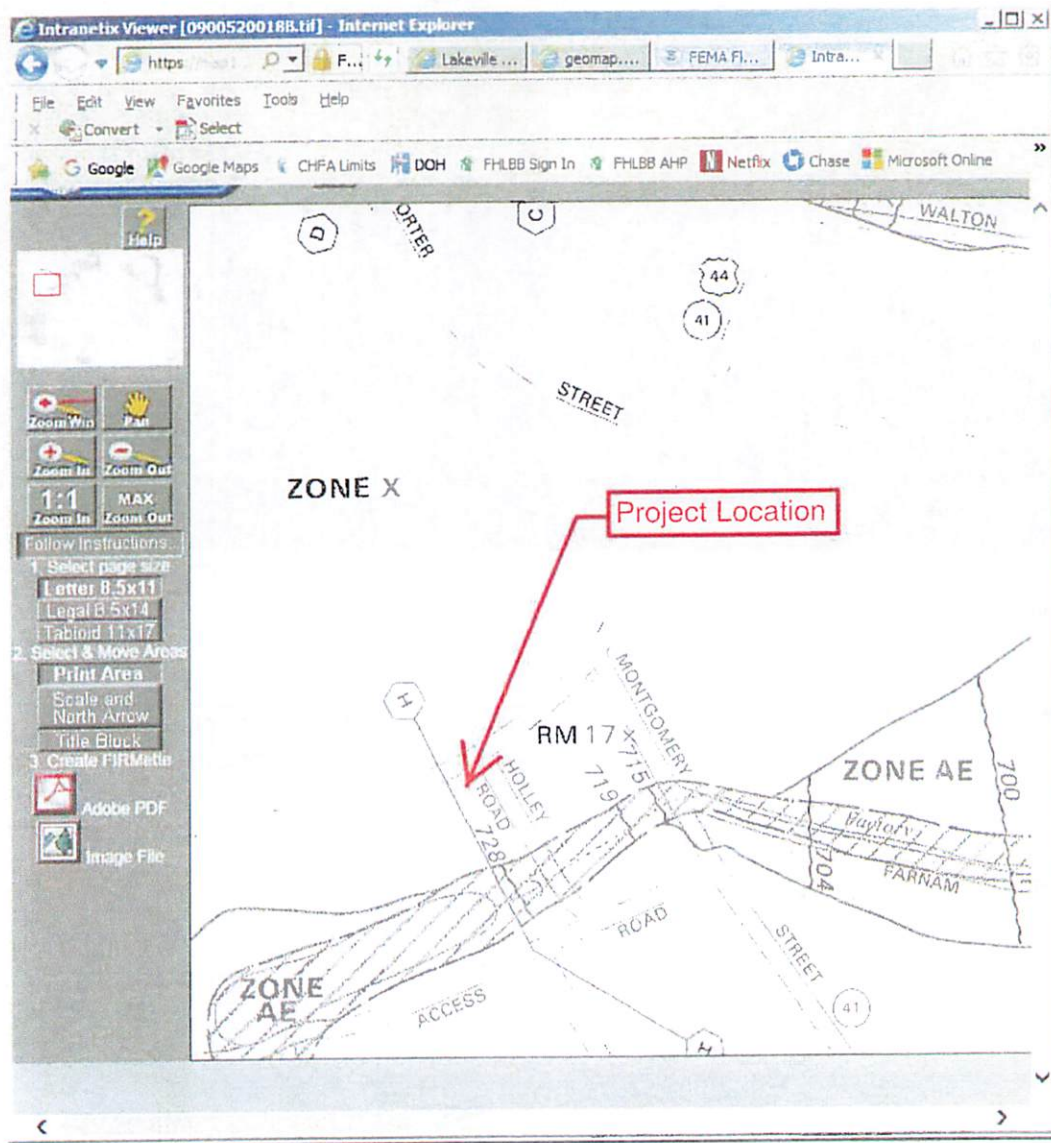 Intranetix Viewer [0900520018B.tif] - Internet Explorer
https
F...
Lakeville ...
geomap....
FEMA Fl...
Intra...
File Edit View Favorites Tools Help
Convert Select
Google Google Maps CHFA Limits DOH FHLBB Sign In FHLBB AHP Netflix Chase Microsoft Online »
Help
Zoom Win Pan
Zoom In Zoom Out
1:1 Zoom In MAX Zoom Out
Follow Instructions...
1. Select page size
Letter 8.5x11
Legal 8.5x14
Tabloid 11x17
2. Select & Move Areas
Print Area
Scale and
North Arrow
Title Block
3. Create FIRMette
Adobe PDF
Image File
D
ORTER
C
WALTON
44
41
STREET
ZONE X
Project Location
H
MONTGOMERY
RM 17
715
719
HOLLEY
ROAD
728
ZONE AE
700
704
FARNAM
ROAD
STREET
41
ZONE
AE
ACCESS
H